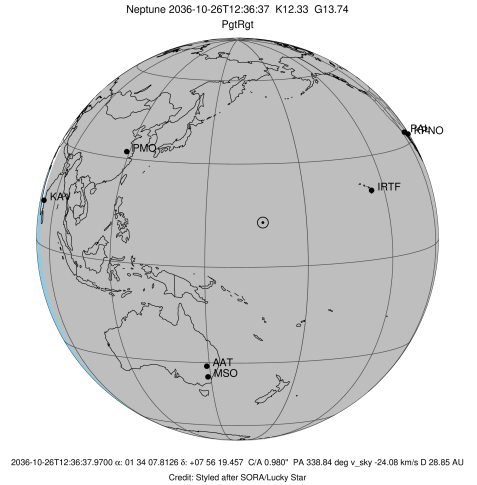 Neptune 2036-10-26T12:36:37 K12.33 G13.74
PgtRgt
PAL
KPNO
PMO
IRTF
KAV
AAT
MSO
2036-10-26T12:36:37.9700 α: 01 34 07.8126 δ: +07 56 19.457 C/A 0.980" PA 338.84 deg v_sky -24.08 km/s D 28.85 AU
Credit: Styled after SORA/Lucky Star